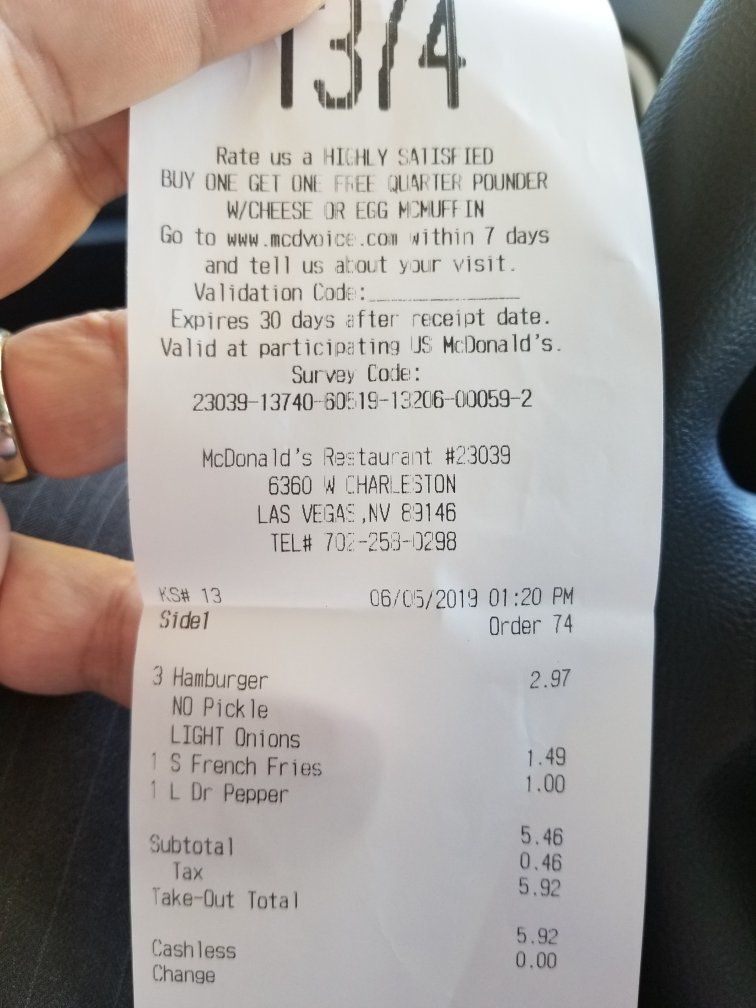 1374
Rate us a HIGHLY SATISFIED
BUY ONE GET ONE FREE QUARTER POUNDER
W/CHEESE OR EGG MCMUFFIN
Go to www.mcdvoice.com within 7 days
and tell us about your visit.
Validation Code:______________
Expires 30 days after receipt date.
Valid at participating US McDonald's.
Survey Code:
23039-13740-60519-13206-00059-2
McDonald's Restaurant #23039
6360 W CHARLESTON
LAS VEGAS,NV 89146
TEL# 702-258-0298
KS# 13 06/05/2019 01:20 PM
Side1 Order 74
3 Hamburger 2.97
NO Pickle
LIGHT Onions
1 S French Fries 1.49
1 L Dr Pepper 1.00
Subtotal 5.46
Tax 0.46
Take-Out Total 5.92
Cashless 5.92
Change 0.00